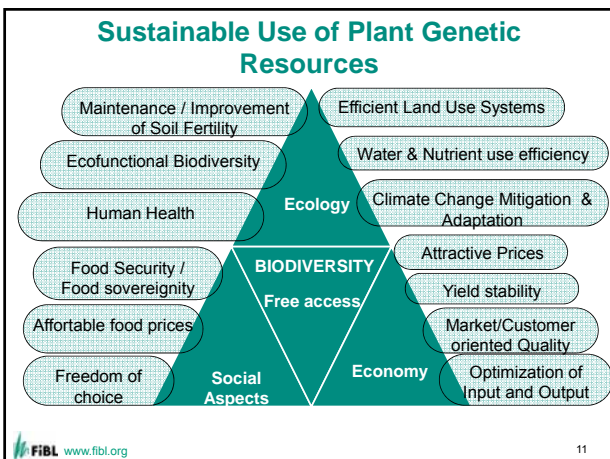 Sustainable Use of Plant Genetic
Resources
Maintenance / Improvement
of Soil Fertility
Efficient Land Use Systems
Ecofunctional Biodiversity
Water & Nutrient use efficiency
Human Health
Ecology
Climate Change Mitigation &
Adaptation
Food Security /
Food sovereignity
BIODIVERSITY
Free access
Attractive Prices
Yield stability
Affortable food prices
Market/Customer
oriented Quality
Freedom of
choice
Social
Aspects
Economy
Optimization of
Input and Output
FiBL www.fibl.org
11